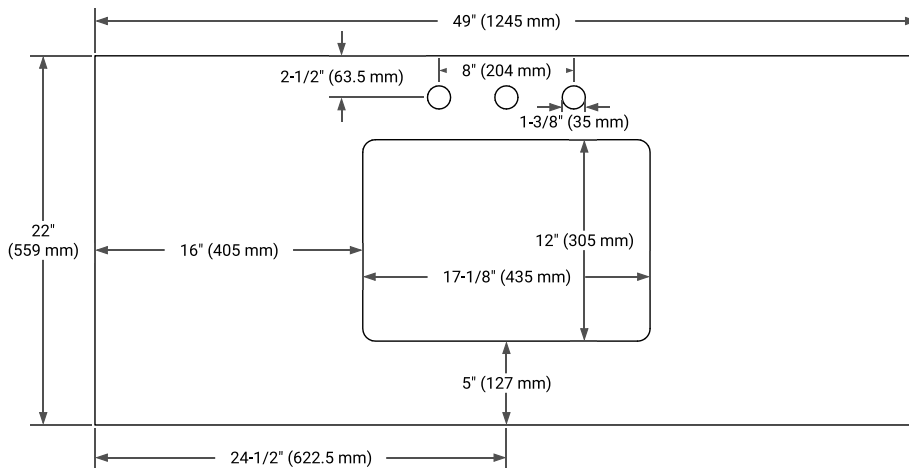 49" (1245 mm)
8" (204 mm)
2-1/2" (63.5 mm)
1-3/8" (35 mm)
22"
(559 mm)
16" (405 mm)
12" (305 mm)
17-1/8" (435 mm)
5" (127 mm)
24-1/2" (622.5 mm)